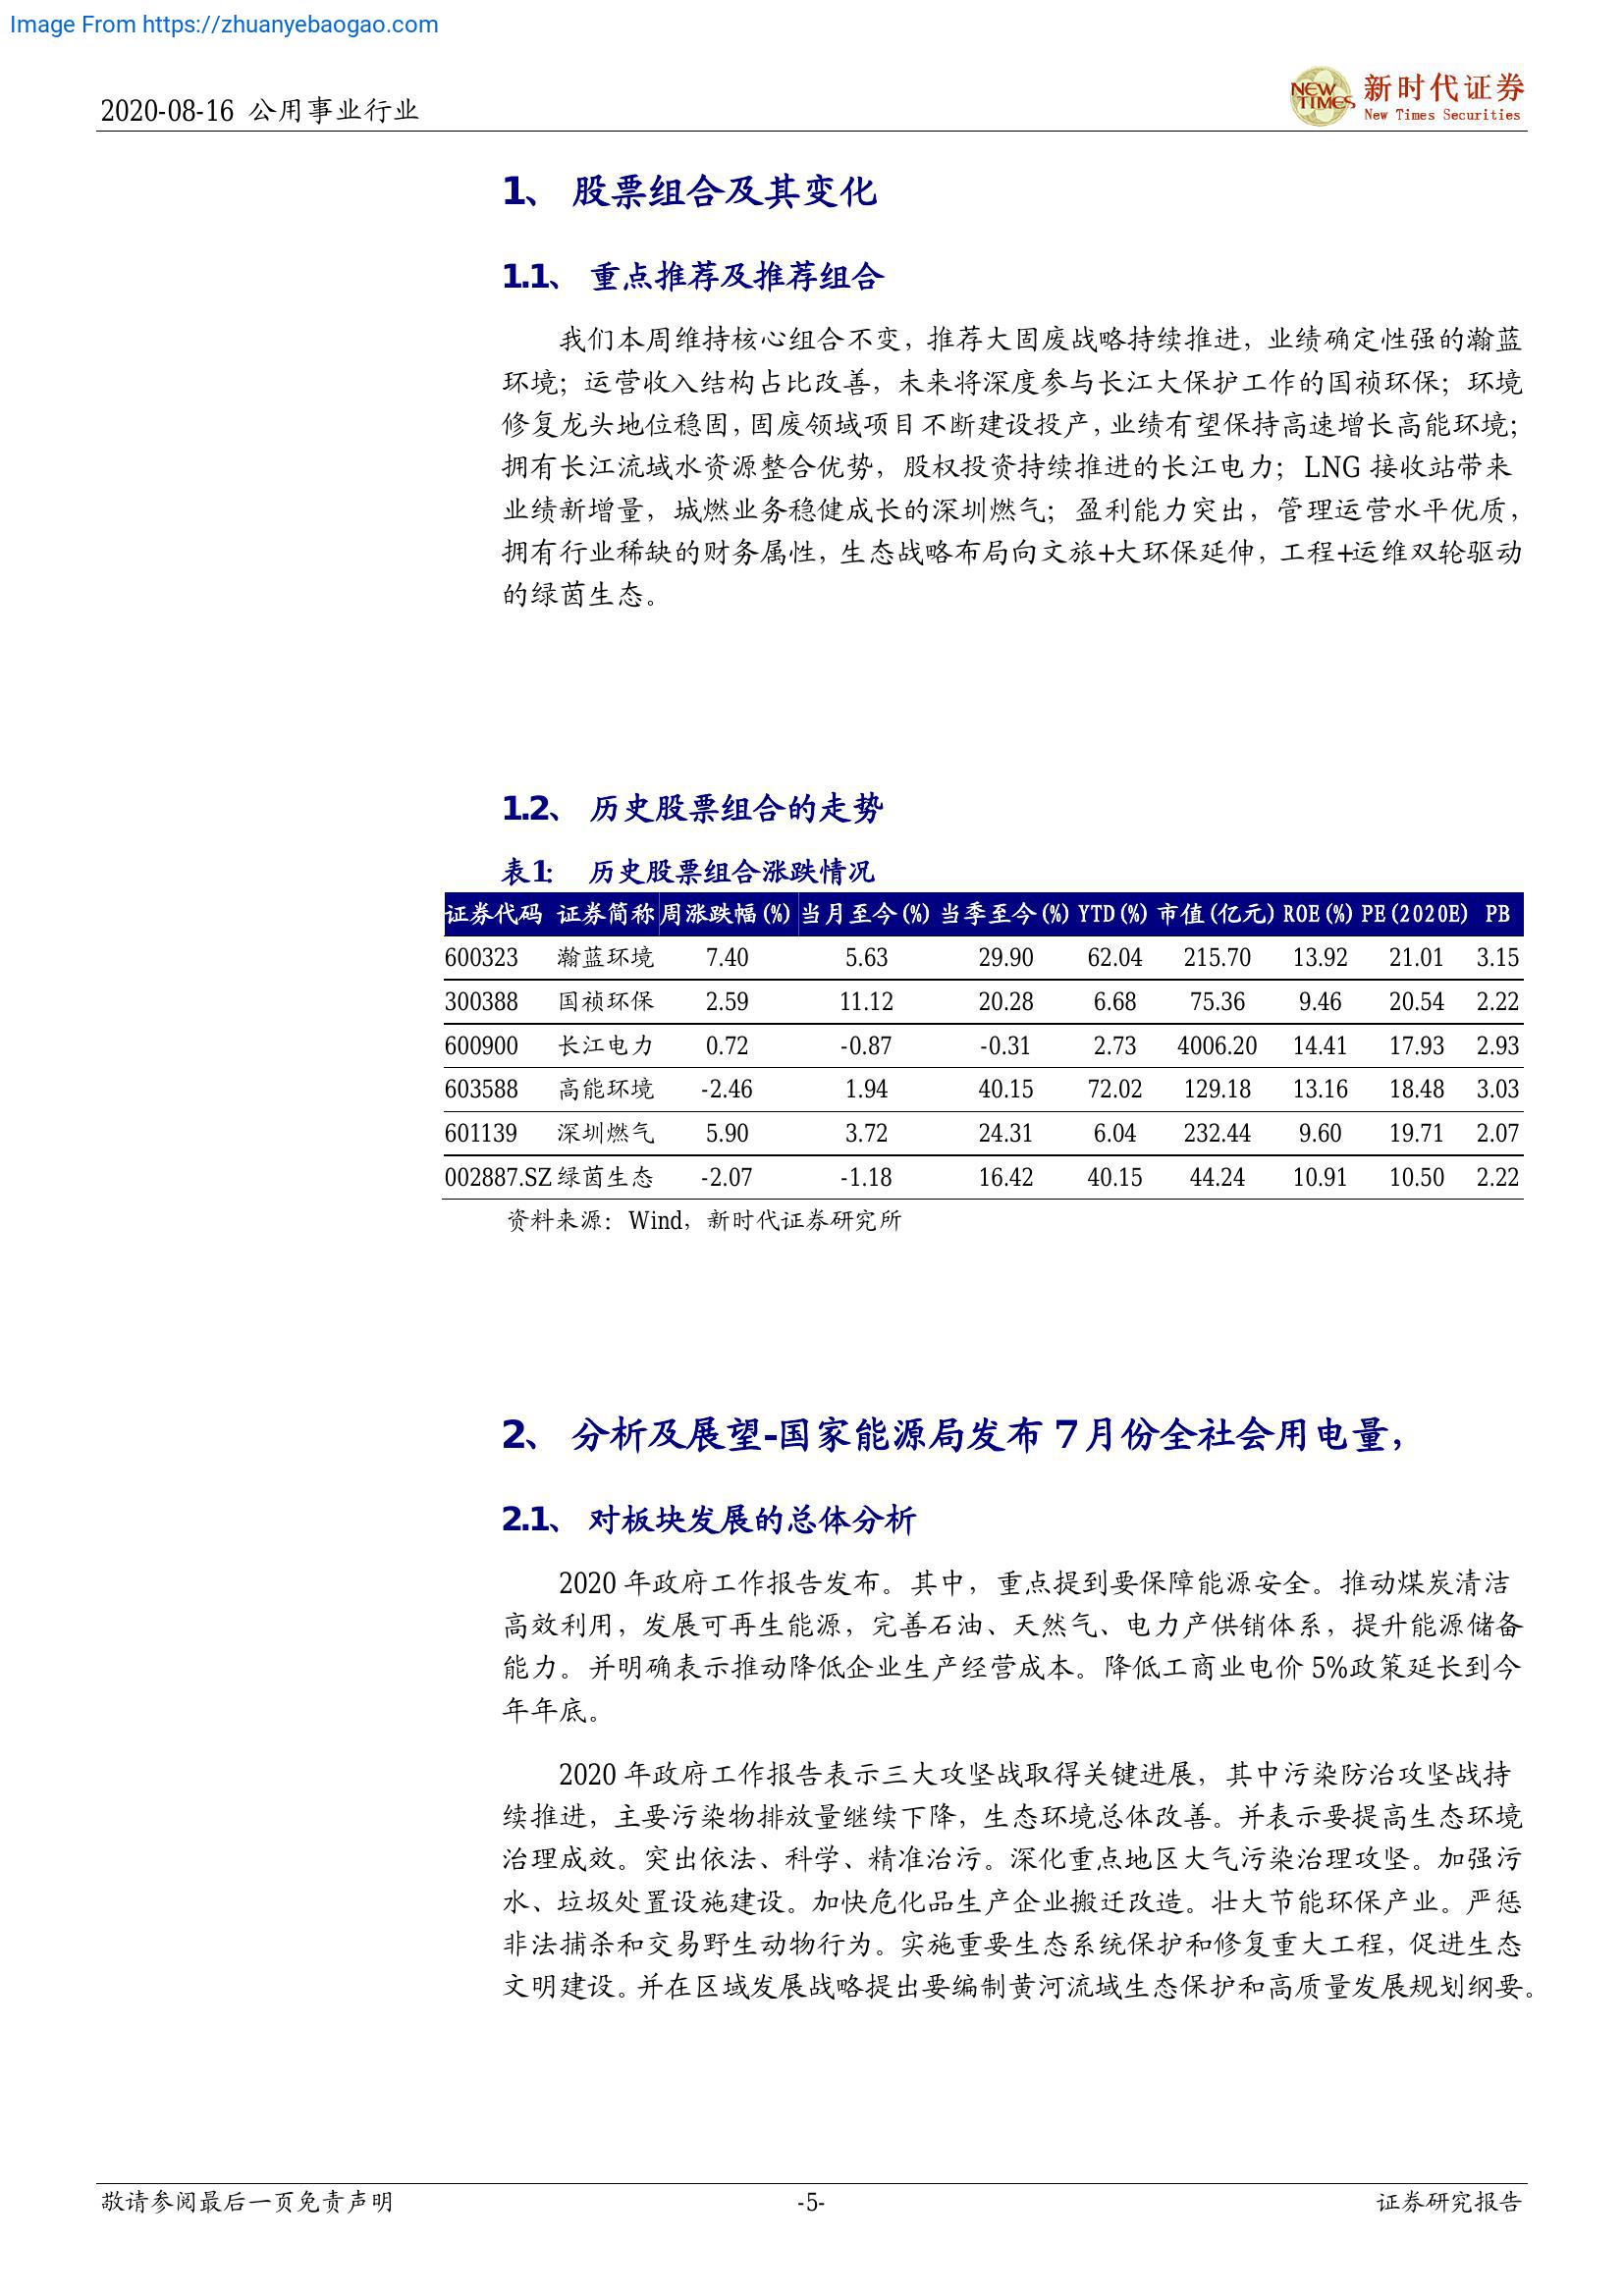 Image From https://zhuanyebaogao.com
2020-08-16 公用事业行业
NEW TIMES
新时代证券
New Times Securities
1、 股票组合及其变化
1.1、 重点推荐及推荐组合
我们本周维持核心组合不变，推荐大固废战略持续推进，业绩确定性强的瀚蓝
环境；运营收入结构占比改善，未来将深度参与长江大保护工作的国祯环保；环境
修复龙头地位稳固，固废领域项目不断建设投产，业绩有望保持高速增长高能环境；
拥有长江流域水资源整合优势，股权投资持续推进的长江电力；LNG 接收站带来
业绩新增量，城燃业务稳健成长的深圳燃气；盈利能力突出，管理运营水平优质，
拥有行业稀缺的财务属性，生态战略布局向文旅+大环保延伸，工程+运维双轮驱动
的绿茵生态。
1.2、 历史股票组合的走势
表1： 历史股票组合涨跌情况
证券代码 证券简称 周涨跌幅(%) 当月至今(%) 当季至今(%) YTD(%) 市值(亿元) ROE(%) PE(2020E) PB
600323 瀚蓝环境 7.40 5.63 29.90 62.04 215.70 13.92 21.01 3.15
300388 国祯环保 2.59 11.12 20.28 6.68 75.36 9.46 20.54 2.22
600900 长江电力 0.72 -0.87 -0.31 2.73 4006.20 14.41 17.93 2.93
603588 高能环境 -2.46 1.94 40.15 72.02 129.18 13.16 18.48 3.03
601139 深圳燃气 5.90 3.72 24.31 6.04 232.44 9.60 19.71 2.07
002887.SZ 绿茵生态 -2.07 -1.18 16.42 40.15 44.24 10.91 10.50 2.22
资料来源：Wind，新时代证券研究所
2、 分析及展望-国家能源局发布 7 月份全社会用电量，
2.1、 对板块发展的总体分析
2020 年政府工作报告发布。其中，重点提到要保障能源安全。推动煤炭清洁
高效利用，发展可再生能源，完善石油、天然气、电力产供销体系，提升能源储备
能力。并明确表示推动降低企业生产经营成本。降低工商业电价 5%政策延长到今
年年底。
2020 年政府工作报告表示三大攻坚战取得关键进展，其中污染防治攻坚战持
续推进，主要污染物排放量继续下降，生态环境总体改善。并表示要提高生态环境
治理成效。突出依法、科学、精准治污。深化重点地区大气污染治理攻坚。加强污
水、垃圾处置设施建设。加快危化品生产企业搬迁改造。壮大节能环保产业。严惩
非法捕杀和交易野生动物行为。实施重要生态系统保护和修复重大工程，促进生态
文明建设。并在区域发展战略提出要编制黄河流域生态保护和高质量发展规划纲要。
敬请参阅最后一页免责声明
-5-
证券研究报告